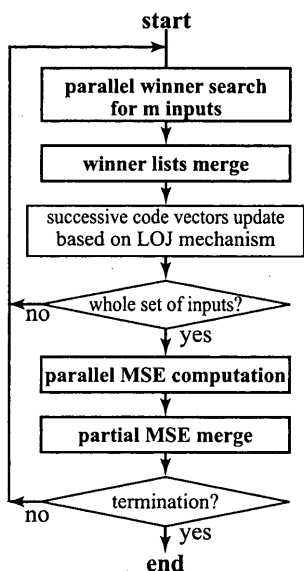 start
parallel winner search
for m inputs
winner lists merge
successive code vectors update
based on LOJ mechanism
whole set of inputs?
no
yes
parallel MSE computation
partial MSE merge
termination?
no
yes
end